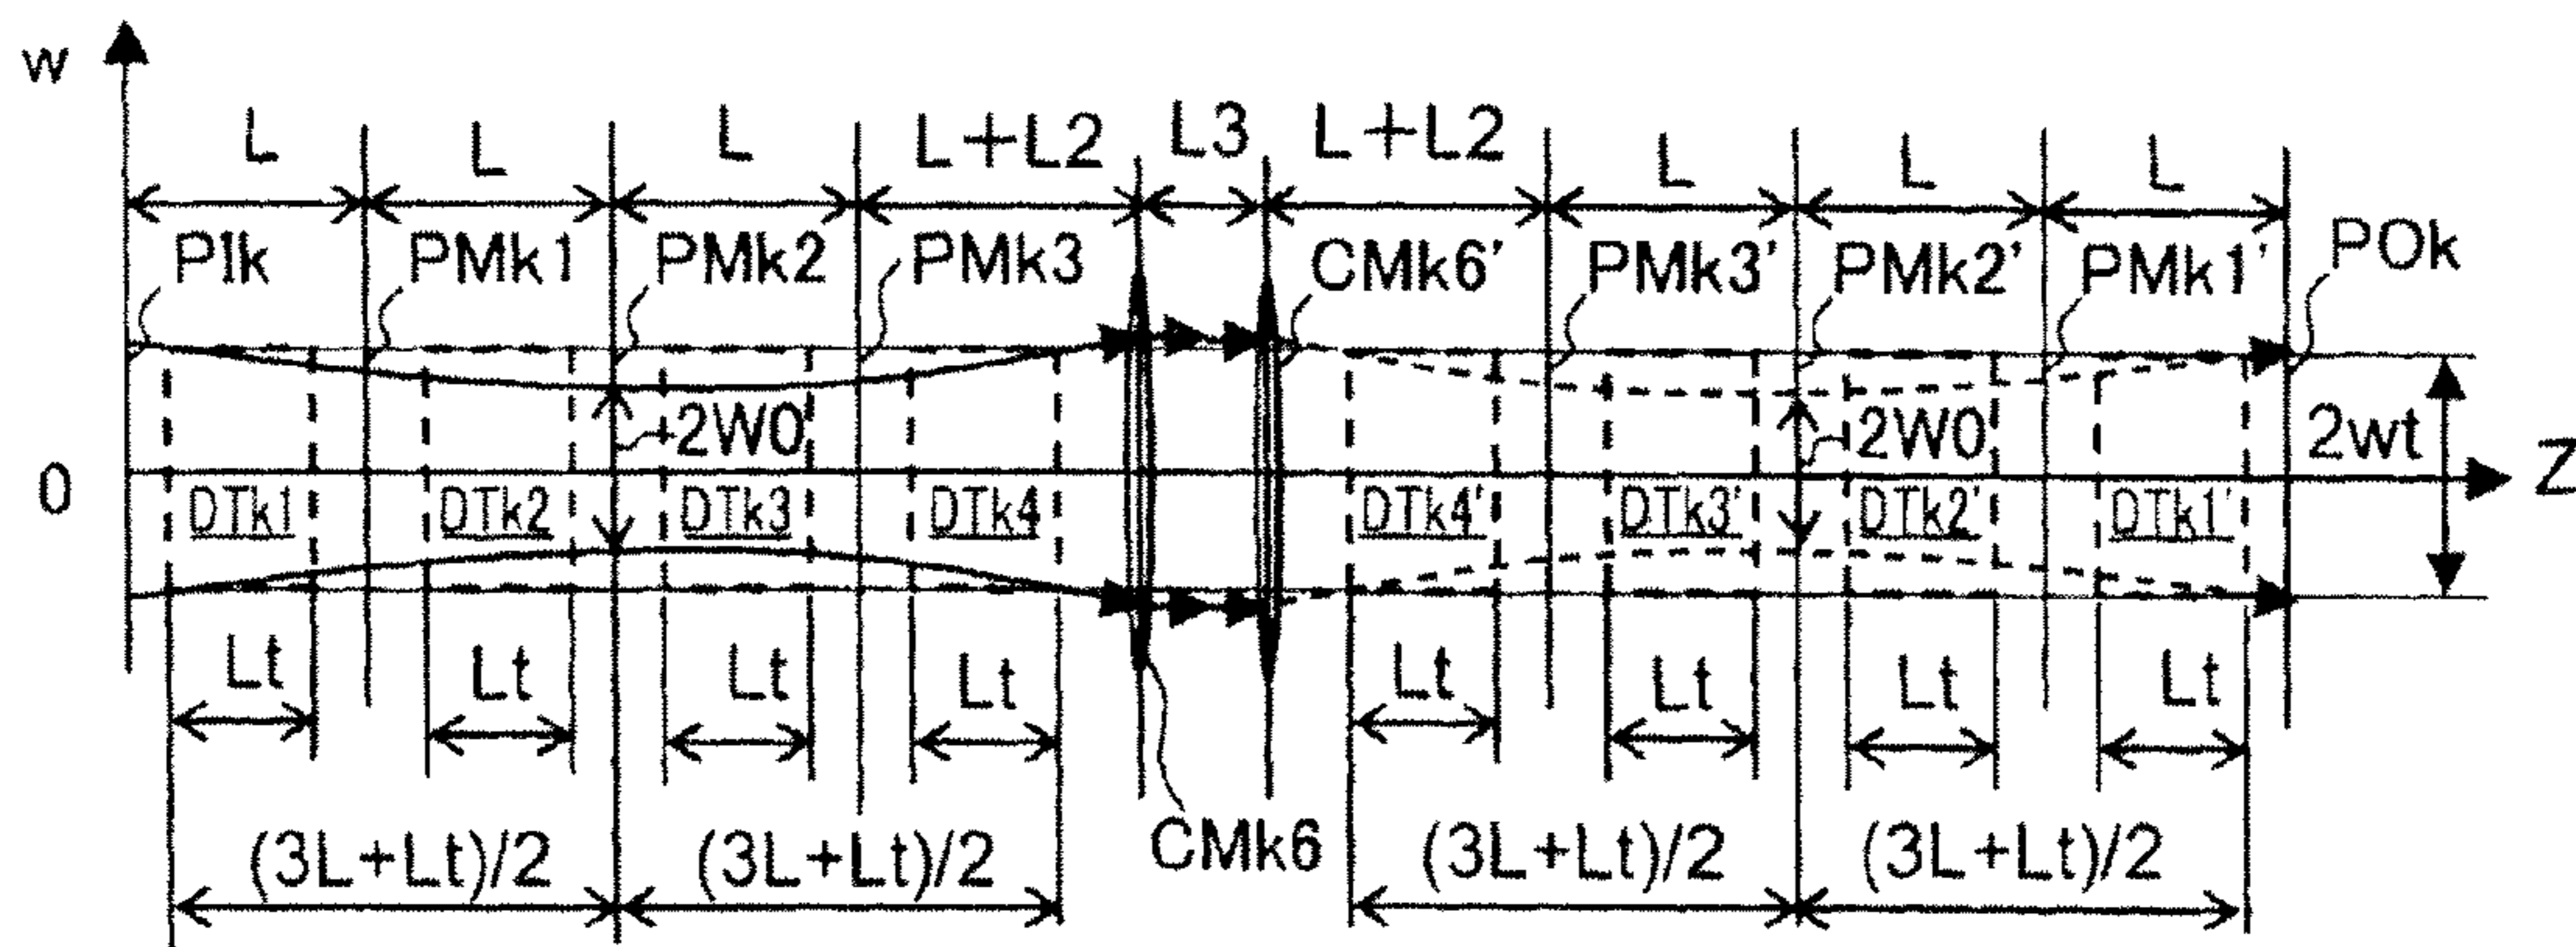 w
L L L L+L2 L3 L+L2 L L L
PIk PMk1 PMk2 PMk3 CMk6' PMk3' PMk2' PMk1' POk
2W0 2W0 2wt
0 Z
DTk1 DTk2 DTk3 DTk4 DTk4' DTk3' DTk2' DTk1'
Lt Lt Lt Lt Lt Lt Lt Lt
CMk6
(3L+Lt)/2 (3L+Lt)/2 (3L+Lt)/2 (3L+Lt)/2